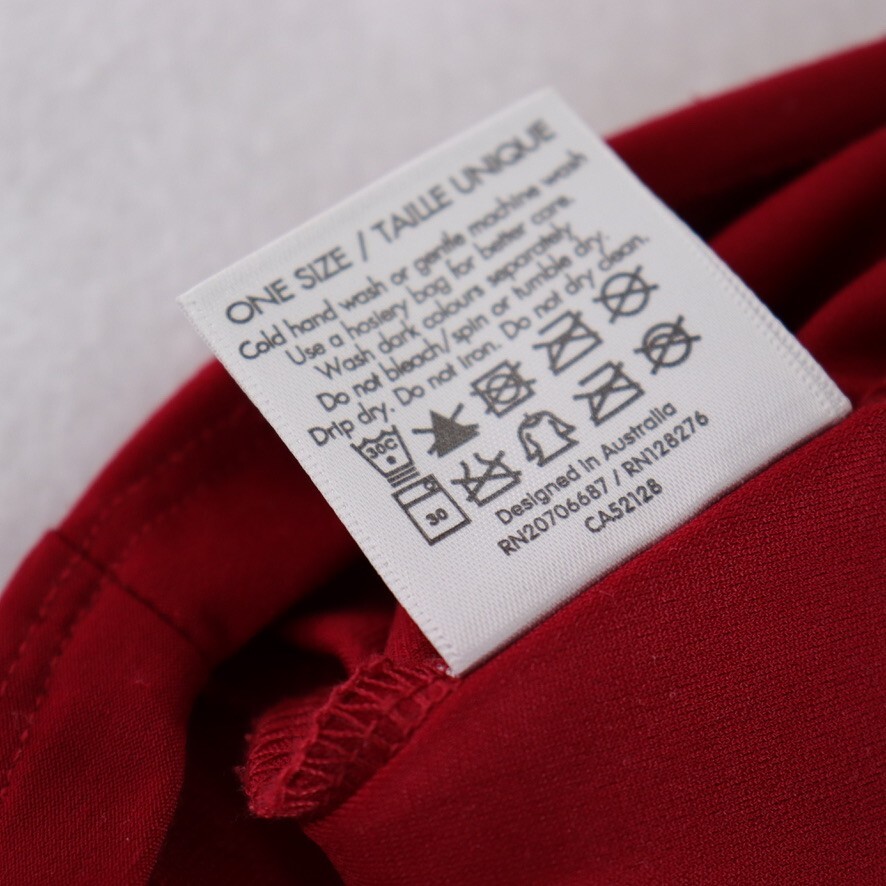 ONE SIZE / TAILLE UNIQUE
Cold hand wash or gentle machine wash
Use a hosiery bag for better care.
Wash dark colours separately
Do not bleach/spin or tumble dry.
Drip dry. Do not Iron. Do not dry clean.
30C
30
Designed in Australia
RN20706687 / RN128276
CA52128